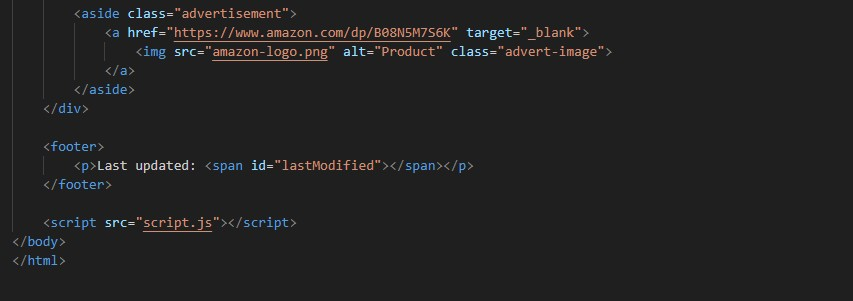 <aside class="advertisement">
<a href="https://www.amazon.com/dp/B08N5M7S6K" target="_blank">
<img src="amazon-logo.png" alt="Product" class="advert-image">
</a>
</aside>
</div>
<footer>
<p>Last updated: <span id="lastModified"></span></p>
</footer>
<script src="script.js"></script>
</body>
</html>